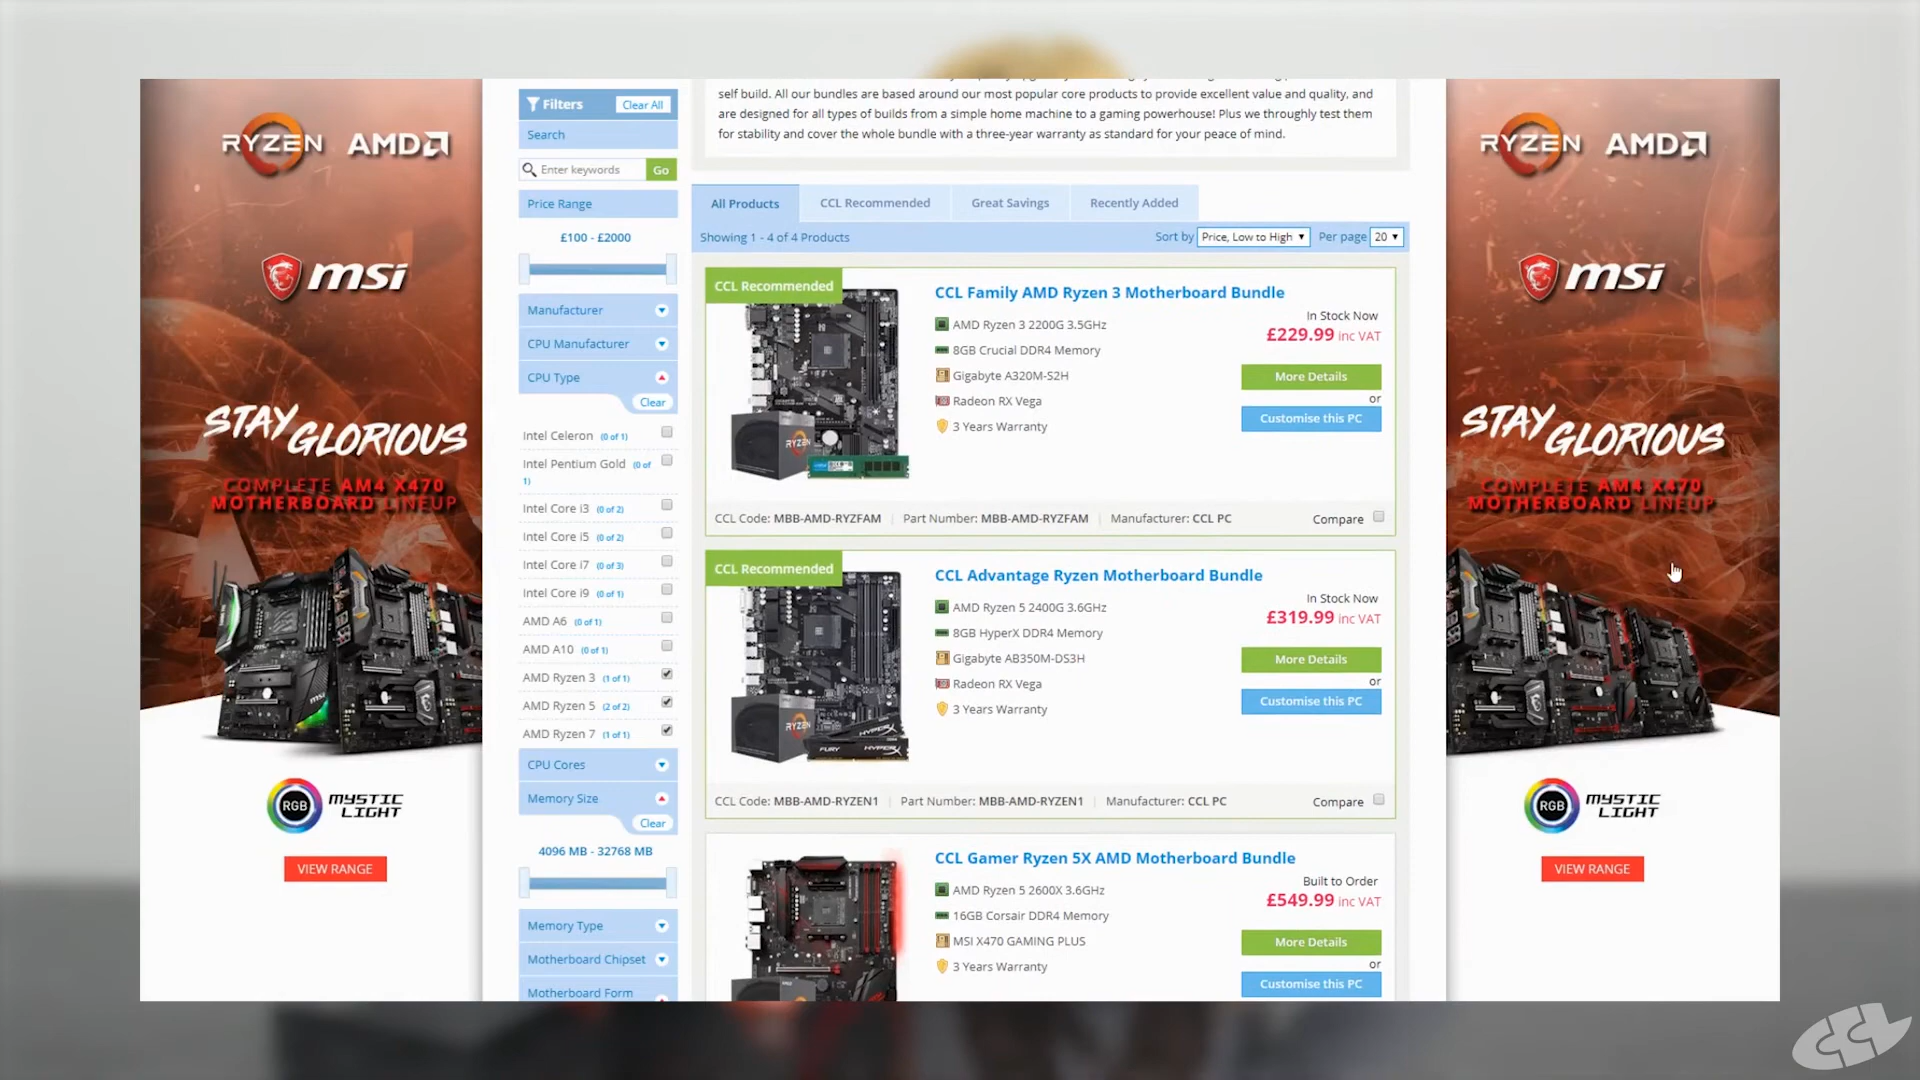 RYZEN AMD
msi
STAY GLORIOUS
COMPLETE AM4 X470
MOTHERBOARD LINEUP
RGB MYSTIC LIGHT
VIEW RANGE
Filters Clear All
Search
Enter keywords Go
Price Range
£100 - £2000
Manufacturer
CPU Manufacturer
CPU Type
Clear
Intel Celeron (0 of 1)
Intel Pentium Gold (0 of
1)
Intel Core i3 (0 of 2)
Intel Core i5 (0 of 2)
Intel Core i7 (0 of 3)
Intel Core i9 (0 of 1)
AMD A6 (0 of 1)
AMD A10 (0 of 1)
AMD Ryzen 3 (1 of 1)
AMD Ryzen 5 (2 of 2)
AMD Ryzen 7 (1 of 1)
CPU Cores
Memory Size
Clear
4096 MB - 32768 MB
Memory Type
Motherboard Chipset
Motherboard Form
self build. All our bundles are based around our most popular core products to provide excellent value and quality, and
are designed for all types of builds from a simple home machine to a gaming powerhouse! Plus we throughly test them
for stability and cover the whole bundle with a three-year warranty as standard for your peace of mind.
All Products CCL Recommended Great Savings Recently Added
Showing 1 - 4 of 4 Products Sort by Price, Low to High Per page 20
CCL Recommended
CCL Family AMD Ryzen 3 Motherboard Bundle
AMD Ryzen 3 2200G 3.5GHz
8GB Crucial DDR4 Memory
Gigabyte A320M-S2H
Radeon RX Vega
3 Years Warranty
In Stock Now
£229.99 inc VAT
More Details
or
Customise this PC
RYZEN
CCL Code: MBB-AMD-RYZFAM Part Number: MBB-AMD-RYZFAM Manufacturer: CCL PC Compare
CCL Recommended
CCL Advantage Ryzen Motherboard Bundle
AMD Ryzen 5 2400G 3.6GHz
8GB HyperX DDR4 Memory
Gigabyte AB350M-DS3H
Radeon RX Vega
3 Years Warranty
In Stock Now
£319.99 inc VAT
More Details
or
Customise this PC
RYZEN
FURY HYPERX
CCL Code: MBB-AMD-RYZEN1 Part Number: MBB-AMD-RYZEN1 Manufacturer: CCL PC Compare
CCL Gamer Ryzen 5X AMD Motherboard Bundle
AMD Ryzen 5 2600X 3.6GHz
16GB Corsair DDR4 Memory
MSI X470 GAMING PLUS
3 Years Warranty
Built to Order
£549.99 inc VAT
More Details
or
Customise this PC
RYZEN AMD
msi
STAY GLORIOUS
COMPLETE AM4 X470
MOTHERBOARD LINEUP
RGB MYSTIC LIGHT
VIEW RANGE
CCL